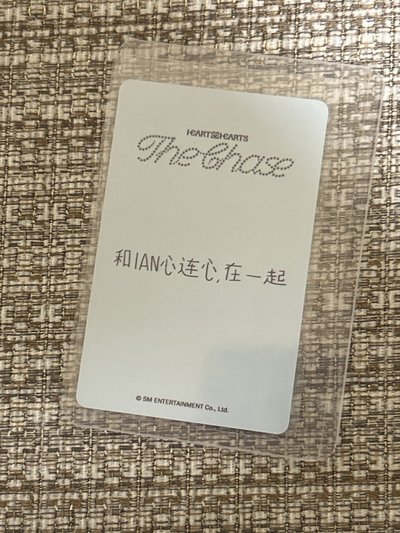 HEARTS2HEARTS
The Chase
和IAN心连心,在一起
© SM ENTERTAINMENT Co., Ltd.